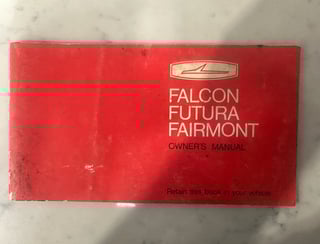 FALCON
FUTURA
FAIRMONT
OWNER'S MANUAL
Retain this book in your vehicle